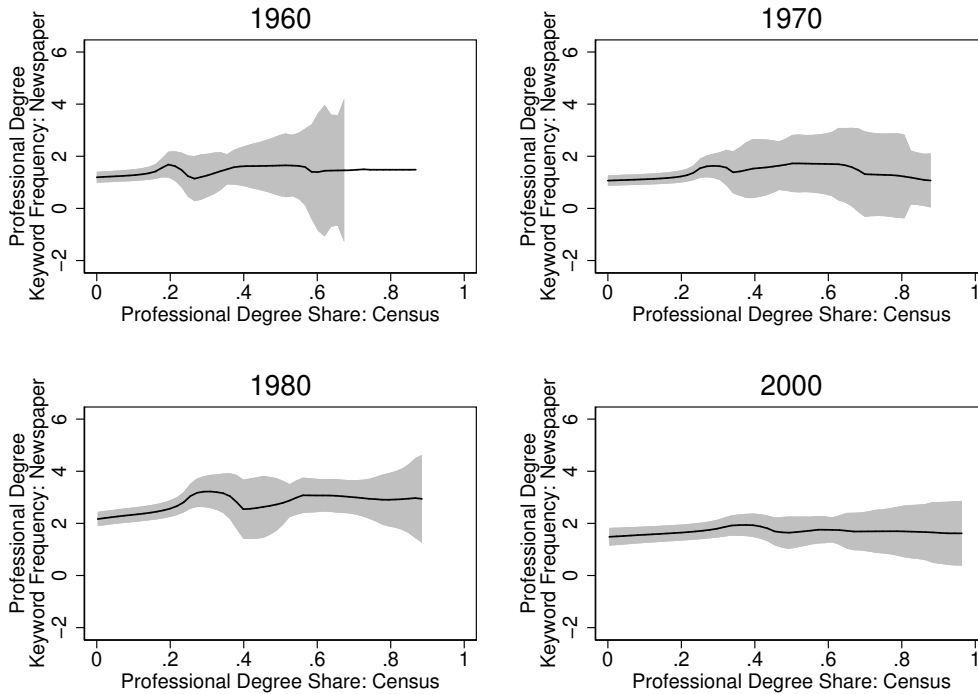 1960
Professional Degree
Keyword Frequency: Newspaper
6
4
2
0
−2
0 .2 .4 .6 .8 1
Professional Degree Share: Census
1970
Professional Degree
Keyword Frequency: Newspaper
6
4
2
0
−2
0 .2 .4 .6 .8 1
Professional Degree Share: Census
1980
Professional Degree
Keyword Frequency: Newspaper
6
4
2
0
−2
0 .2 .4 .6 .8 1
Professional Degree Share: Census
2000
Professional Degree
Keyword Frequency: Newspaper
6
4
2
0
−2
0 .2 .4 .6 .8 1
Professional Degree Share: Census